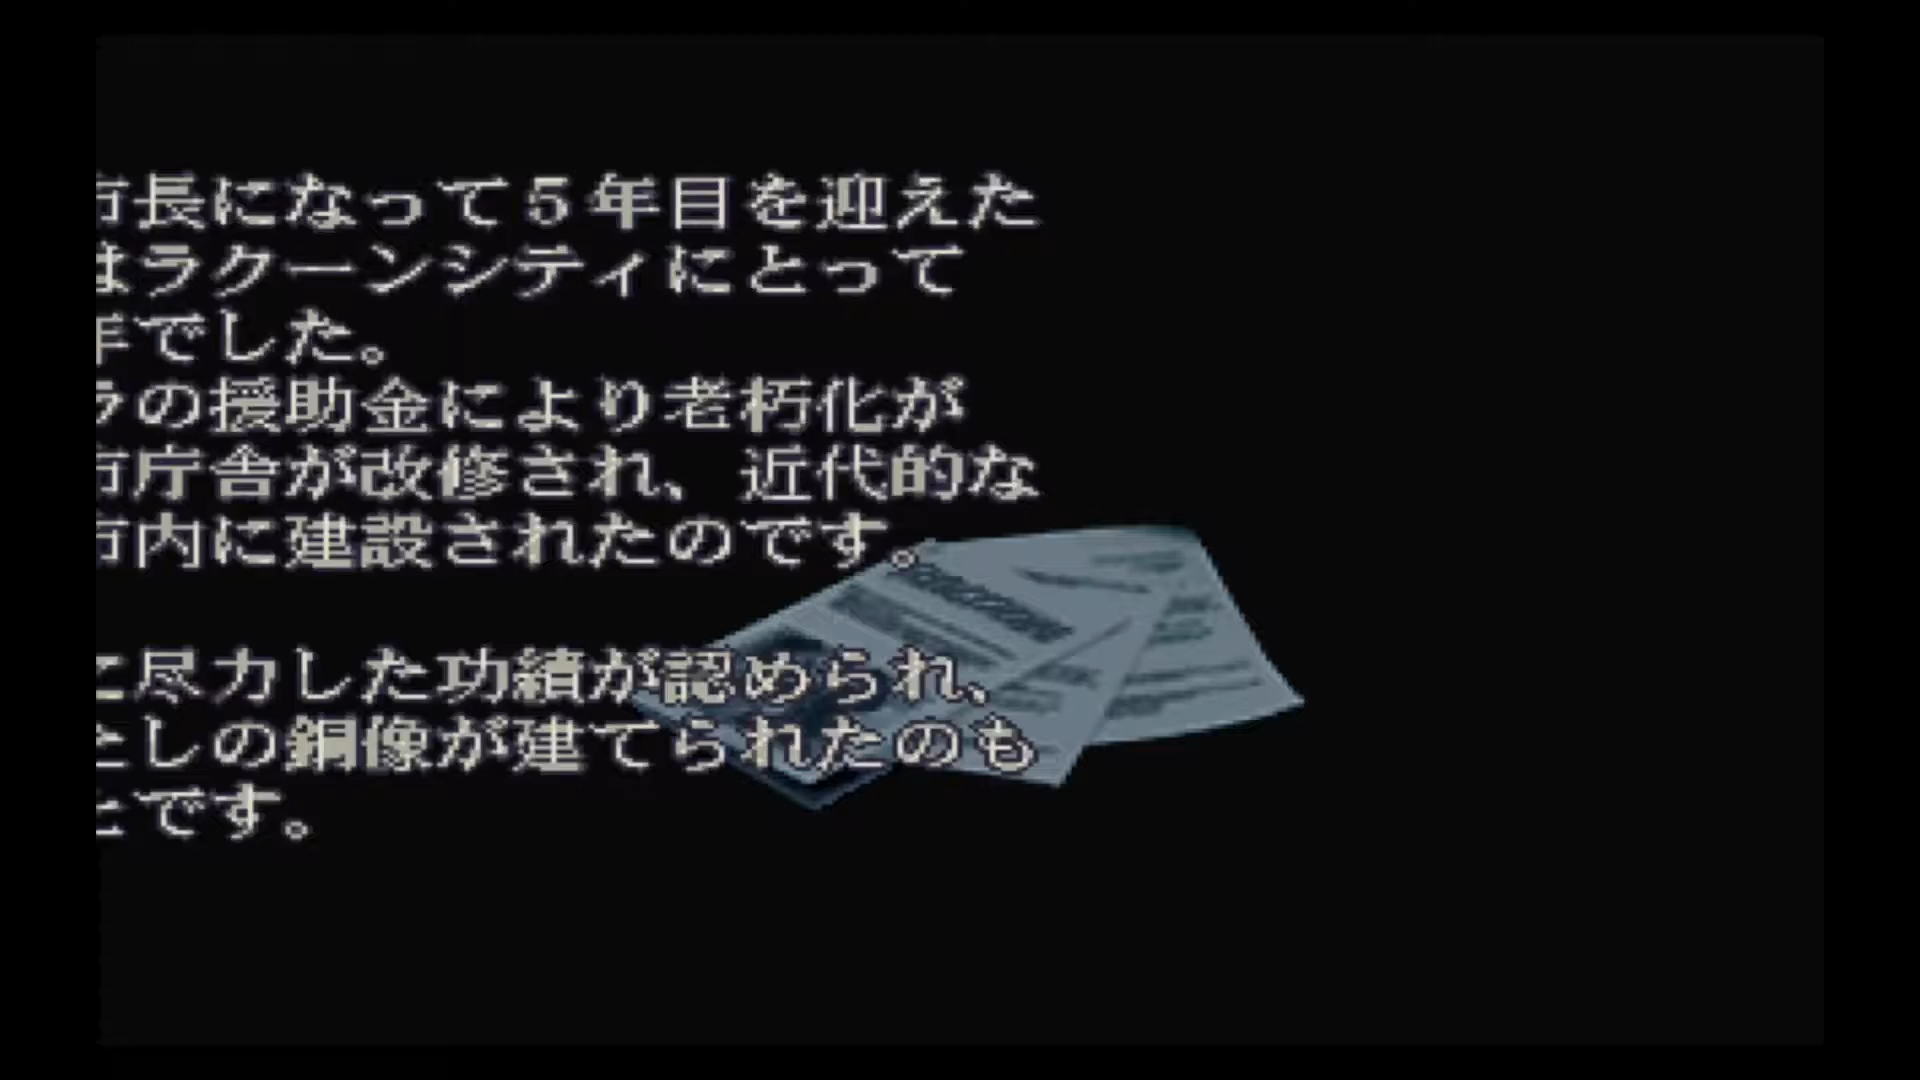 市長になって5年目を迎えた
はラクーンシティにとって
年でした。
ラの援助金により老朽化が
市庁舎が改修され、近代的な
市内に建設されたのです。
に尽力した功績が認められ、
たしの銅像が建てられたのも
とです。